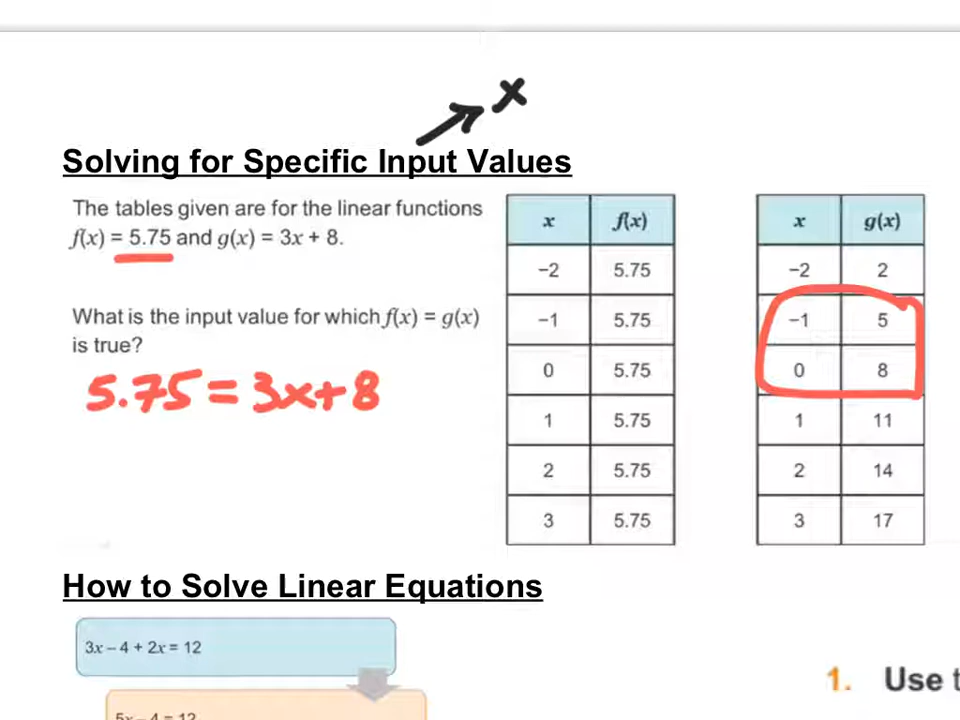 x
Solving for Specific Input Values
The tables given are for the linear functions
f(x) = 5.75 and g(x) = 3x + 8.
What is the input value for which f(x) = g(x)
is true?
5.75 = 3x + 8
x f(x)
−2 5.75
−1 5.75
0 5.75
1 5.75
2 5.75
3 5.75
x g(x)
−2 2
−1 5
0 8
1 11
2 14
3 17
How to Solve Linear Equations
3x – 4 + 2x = 12
5x – 4 = 12
1. Use